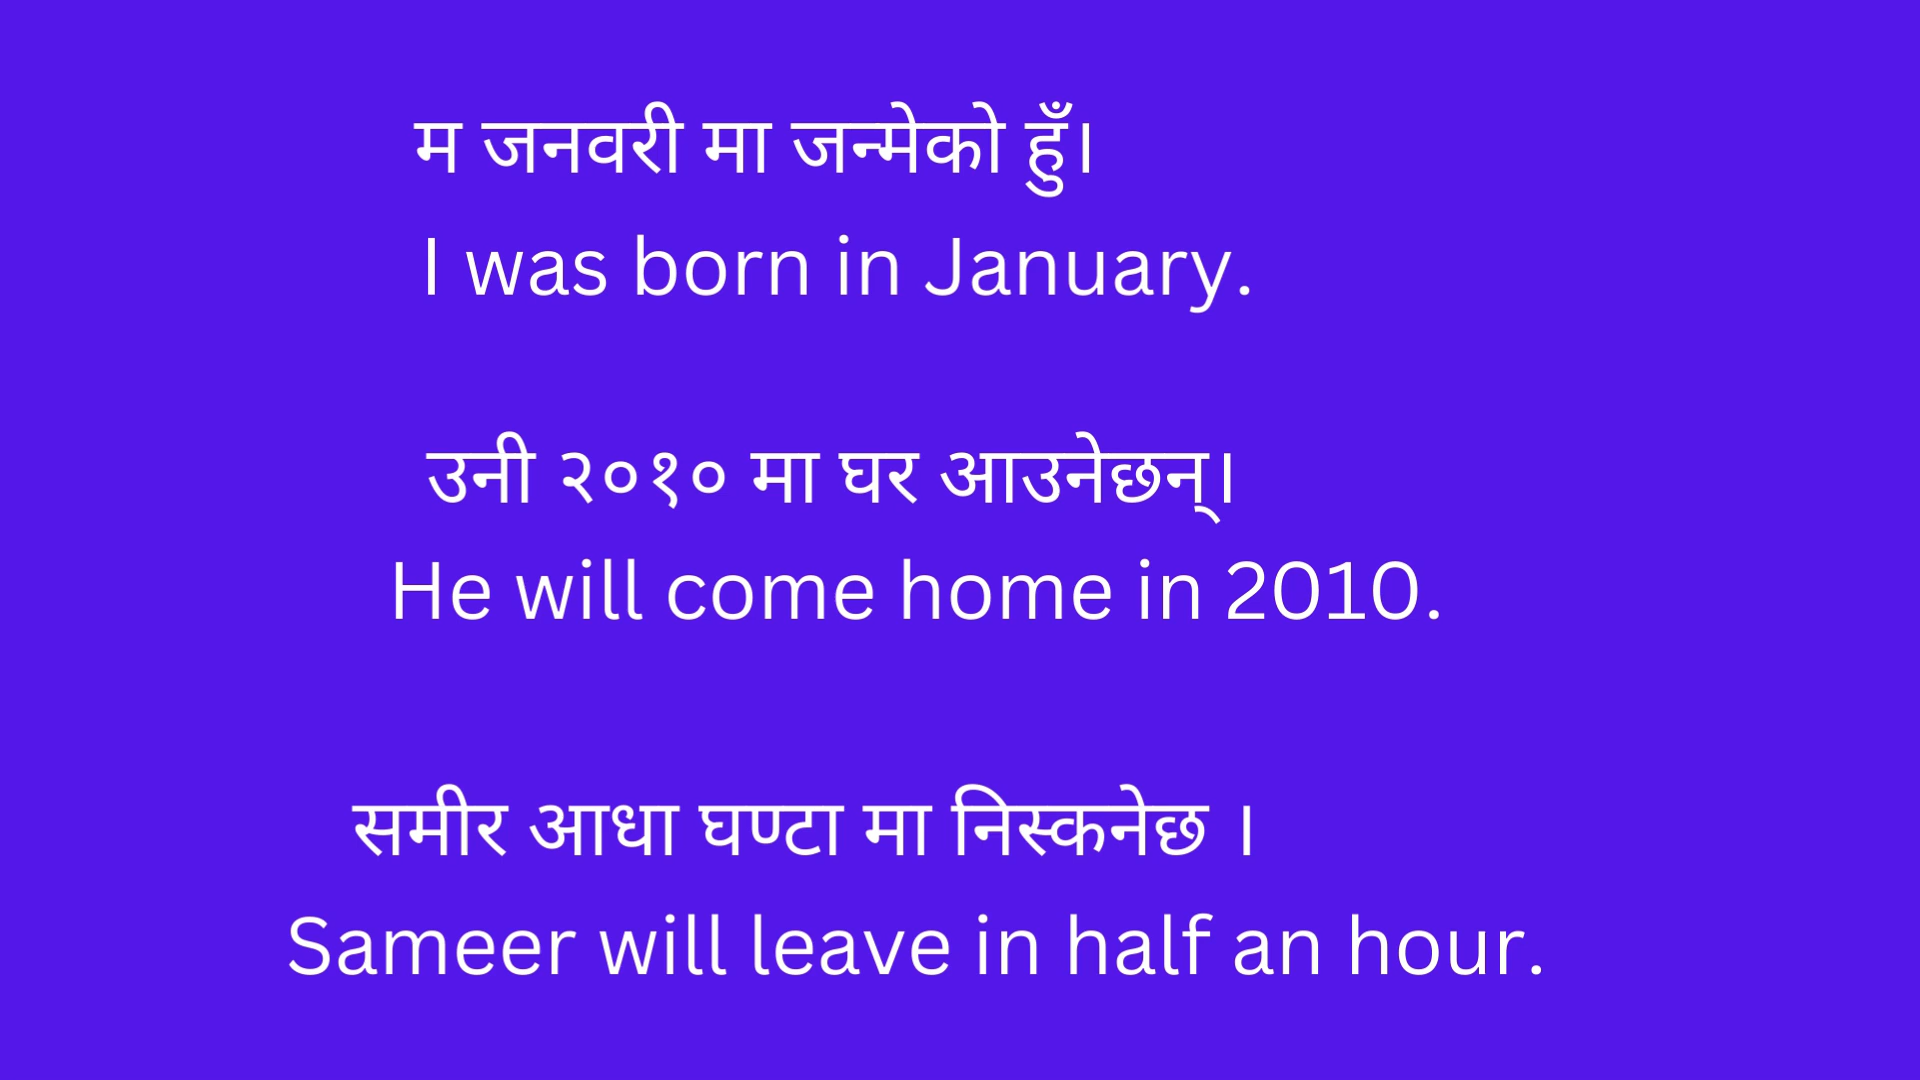 म जनवरी मा जन्मेको हुँ।
I was born in January.
उनी २०१० मा घर आउनेछन्।
He will come home in 2010.
समीर आधा घण्टा मा निस्कनेछ ।
Sameer will leave in half an hour.